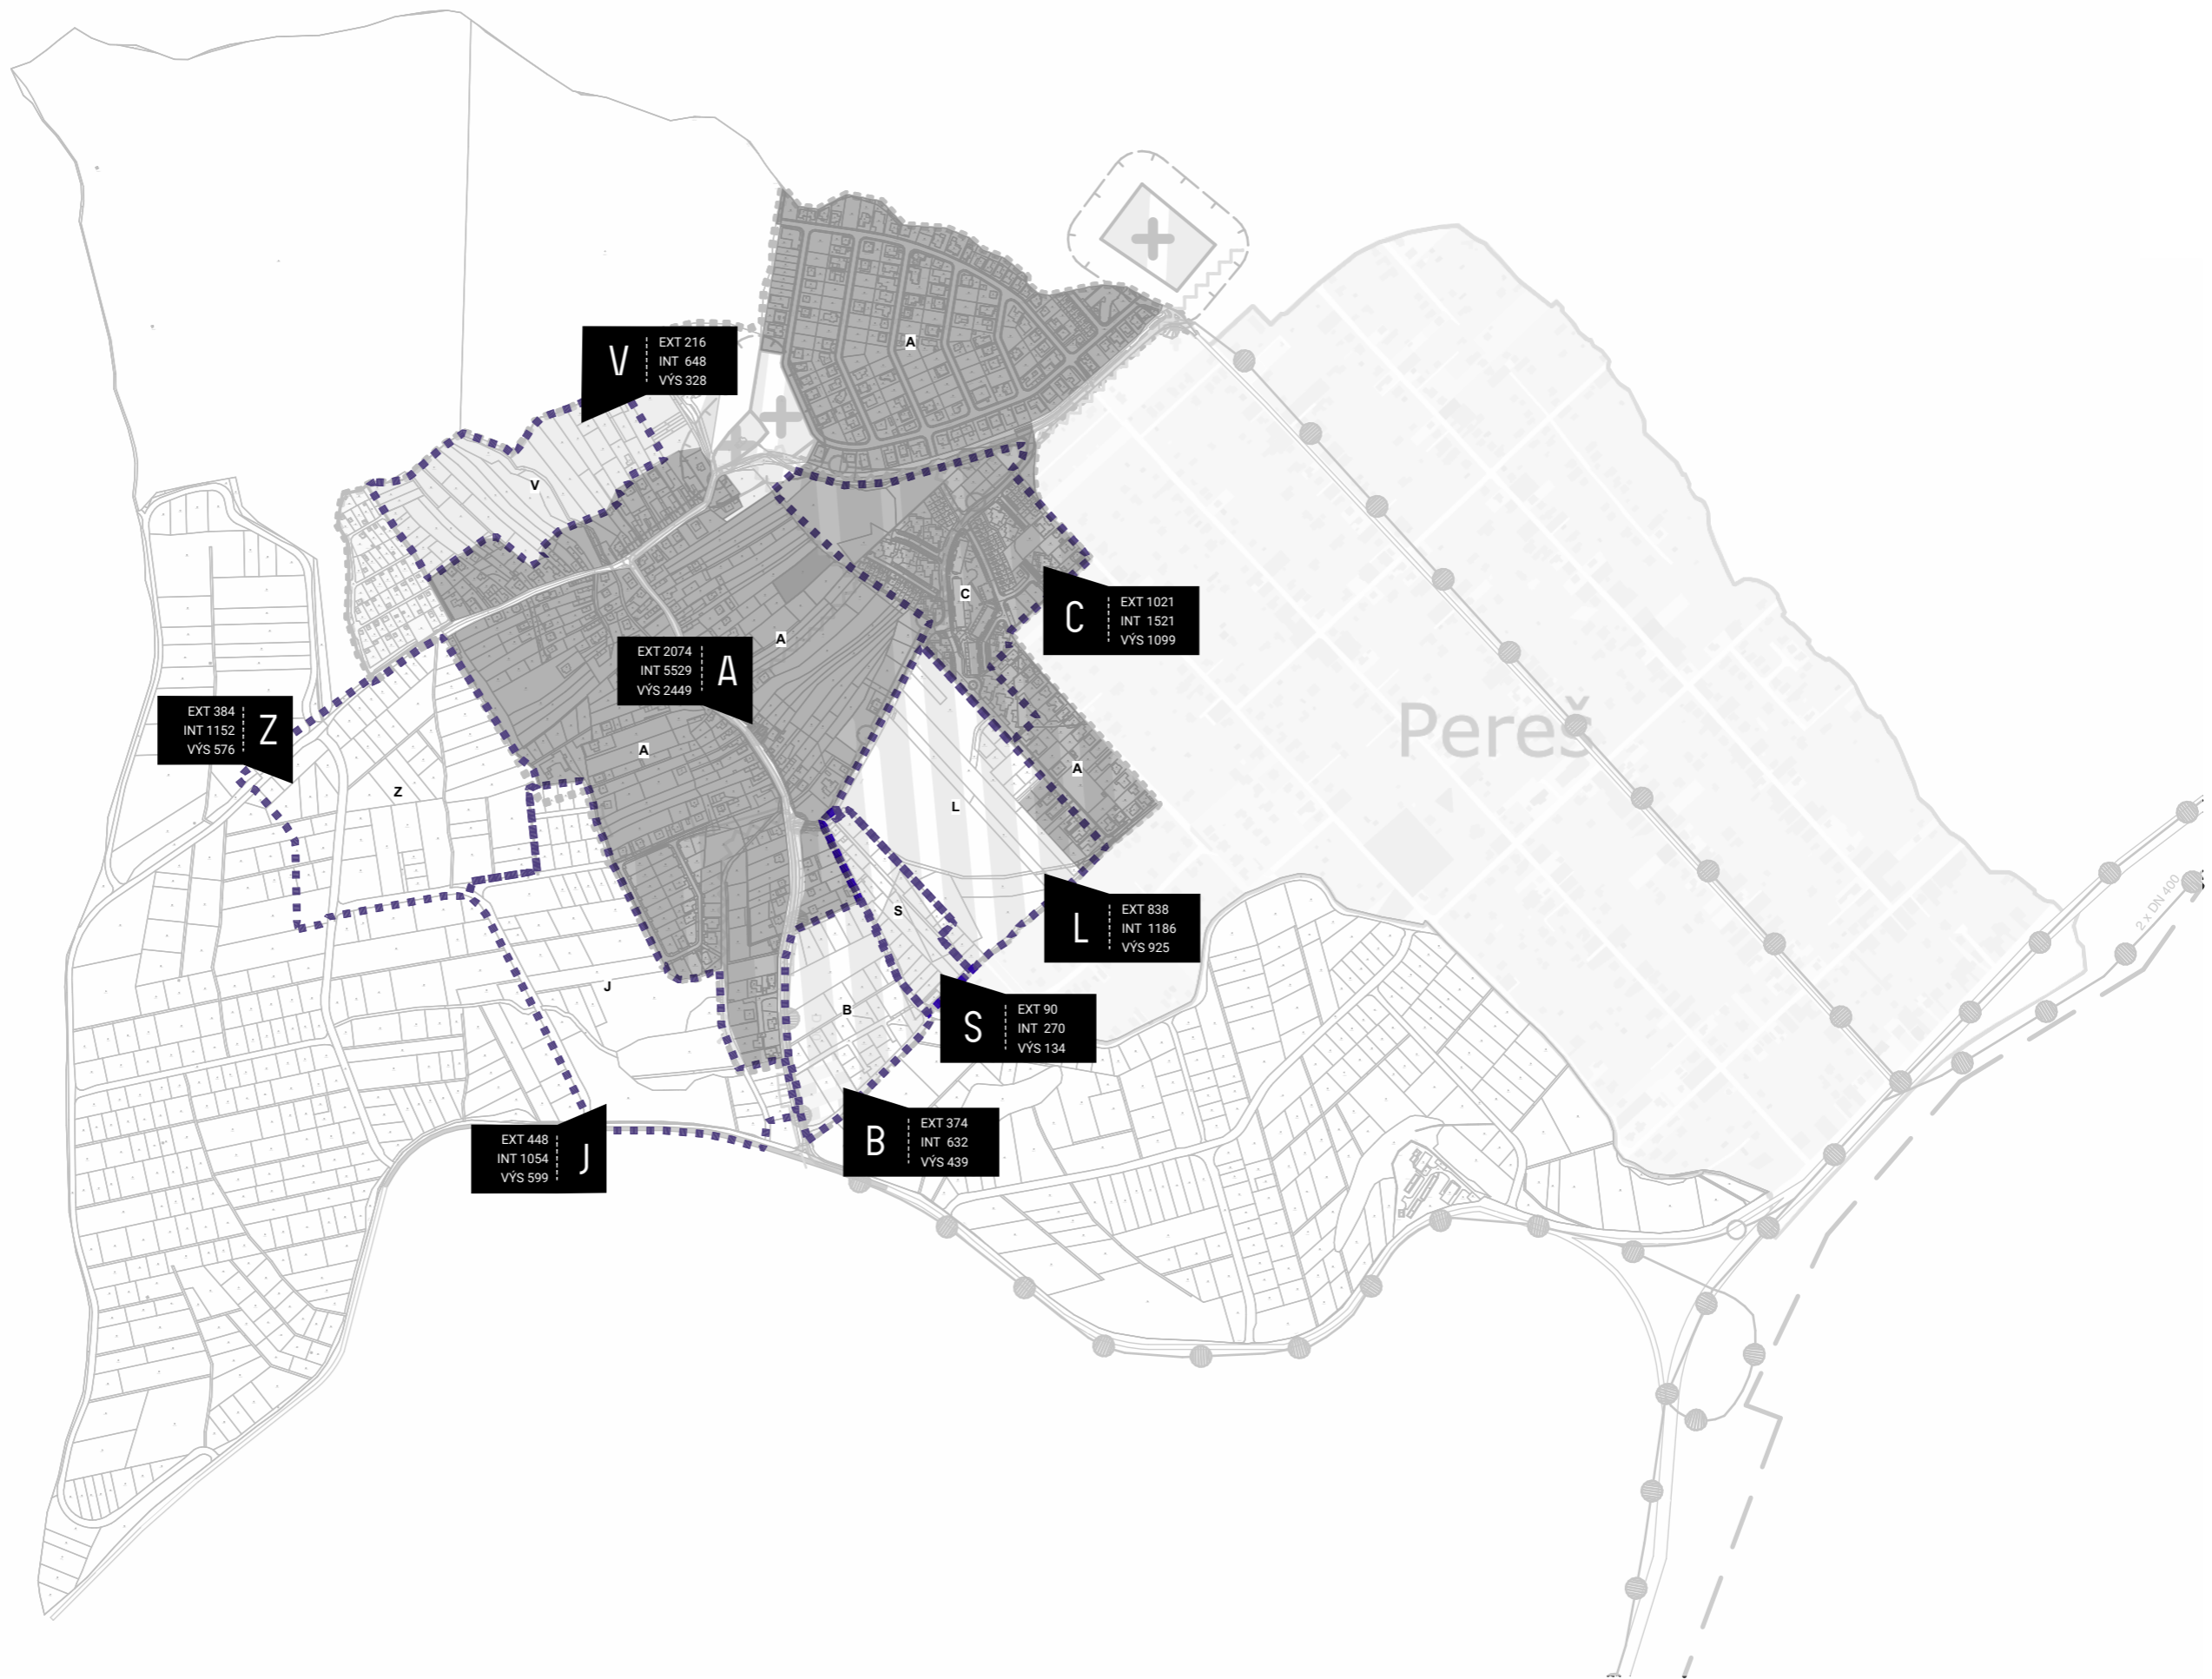 A
V
EXT 216
INT 648
VÝS 328
V
C
EXT 1021
INT 1521
VÝS 1099
C
A
EXT 2074
INT 5529
VÝS 2449
A
Z
EXT 384
INT 1152
VÝS 576
Pereš
A
A
Z
L
2 x DN 400
S
L
EXT 838
INT 1186
VÝS 925
J
B
S
EXT 90
INT 270
VÝS 134
B
EXT 374
INT 632
VÝS 439
EXT 448
INT 1054
VÝS 599
J